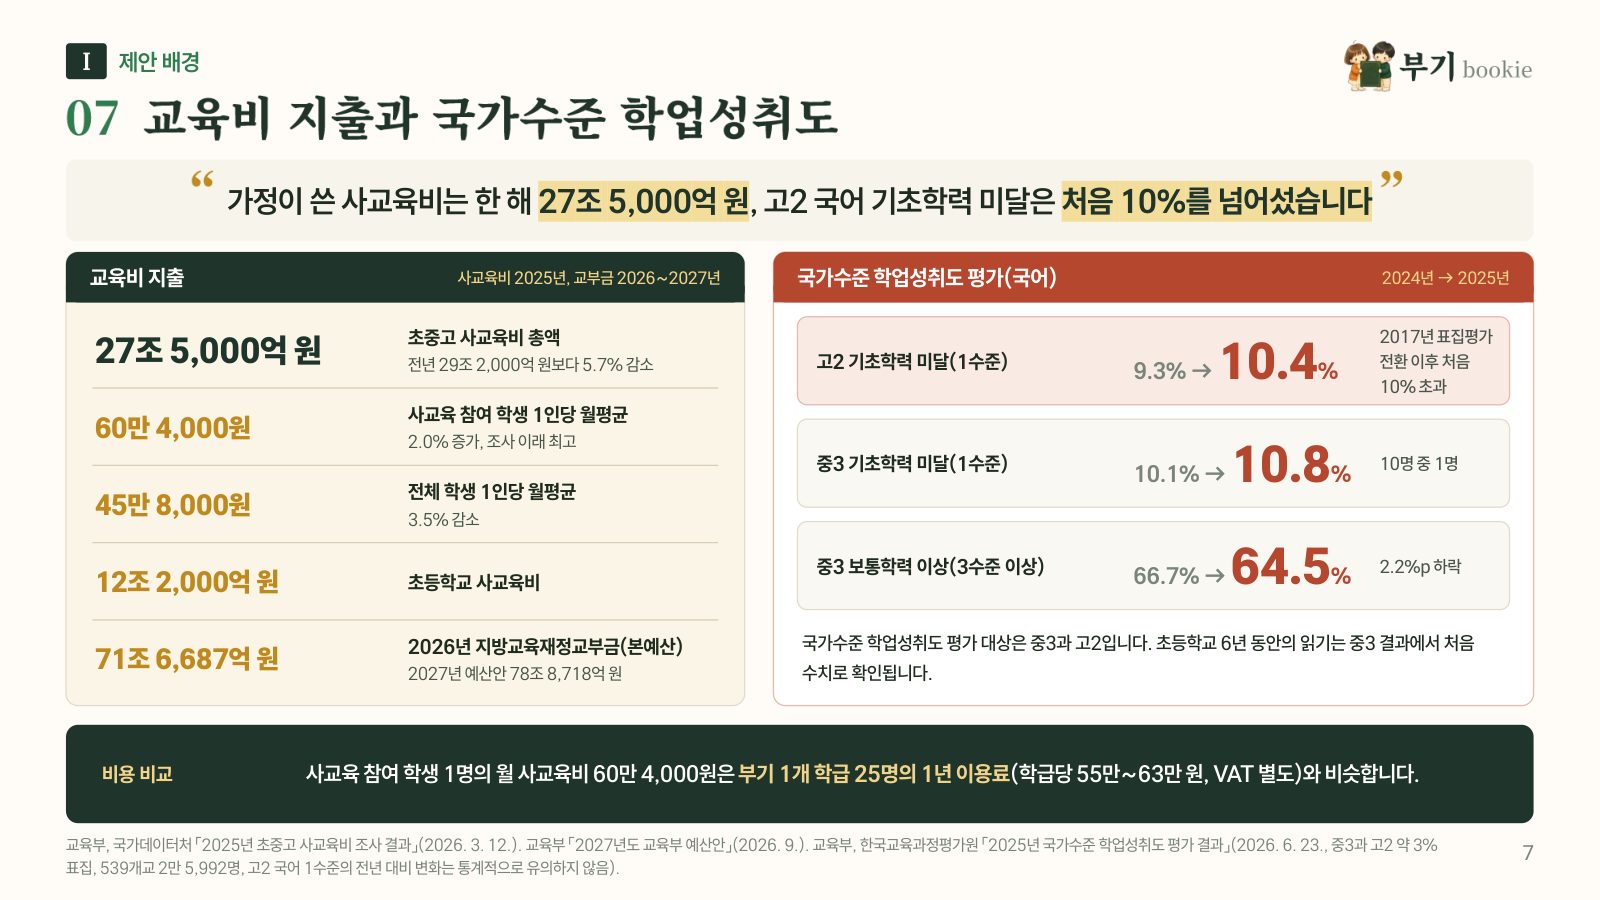 I 제안 배경
부기 bookie
07 교육비 지출과 국가수준 학업성취도
“ 가정이 쓴 사교육비는 한 해 27조 5,000억 원, 고2 국어 기초학력 미달은 처음 10%를 넘어섰습니다 ”
교육비 지출
사교육비 2025년, 교부금 2026~2027년
27조 5,000억 원
초중고 사교육비 총액
전년 29조 2,000억 원보다 5.7% 감소
60만 4,000원
사교육 참여 학생 1인당 월평균
2.0% 증가, 조사 이래 최고
45만 8,000원
전체 학생 1인당 월평균
3.5% 감소
12조 2,000억 원
초등학교 사교육비
71조 6,687억 원
2026년 지방교육재정교부금(본예산)
2027년 예산안 78조 8,718억 원
국가수준 학업성취도 평가(국어)
2024년 → 2025년
고2 기초학력 미달(1수준)
9.3% → 10.4%
2017년 표집평가
전환 이후 처음
10% 초과
중3 기초학력 미달(1수준)
10.1% → 10.8%
10명 중 1명
중3 보통학력 이상(3수준 이상)
66.7% → 64.5%
2.2%p 하락
국가수준 학업성취도 평가 대상은 중3과 고2입니다. 초등학교 6년 동안의 읽기는 중3 결과에서 처음
수치로 확인됩니다.
비용 비교
사교육 참여 학생 1명의 월 사교육비 60만 4,000원은 부기 1개 학급 25명의 1년 이용료(학급당 55만~63만 원, VAT 별도)와 비슷합니다.
교육부, 국가데이터처 「2025년 초중고 사교육비 조사 결과」(2026. 3. 12.). 교육부 「2027년도 교육부 예산안」(2026. 9.). 교육부, 한국교육과정평가원 「2025년 국가수준 학업성취도 평가 결과」(2026. 6. 23., 중3과 고2 약 3%
표집, 539개교 2만 5,992명, 고2 국어 1수준의 전년 대비 변화는 통계적으로 유의하지 않음).
7